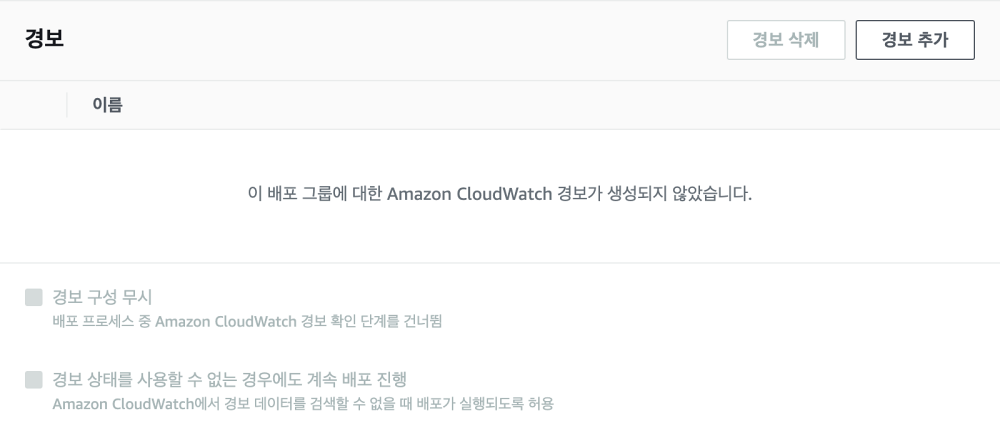 경보
경보 삭제
경보 추가
이름
이 배포 그룹에 대한 Amazon CloudWatch 경보가 생성되지 않았습니다.
경보 구성 무시
배포 프로세스 중 Amazon CloudWatch 경보 확인 단계를 건너뜀
경보 상태를 사용할 수 없는 경우에도 계속 배포 진행
Amazon CloudWatch에서 경보 데이터를 검색할 수 없을 때 배포가 실행되도록 허용